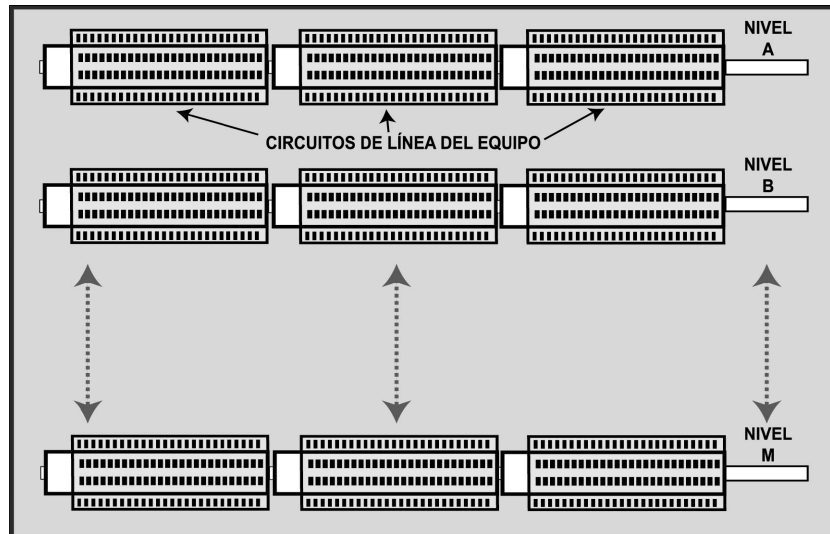 NIVEL
A
CIRCUITOS DE LÍNEA DEL EQUIPO
NIVEL
B
NIVEL
M